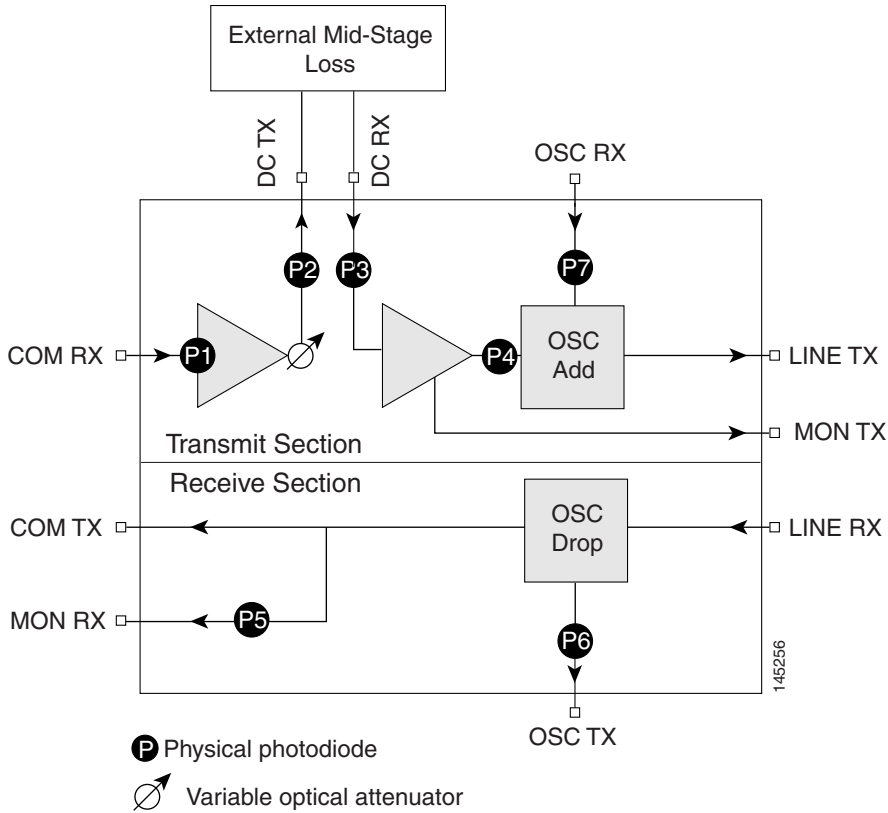 External Mid-Stage
Loss
DC TX
DC RX
OSC RX
P2
P3
P7
COM RX
P1
P4
OSC
Add
LINE TX
MON TX
Transmit Section
Receive Section
COM TX
OSC
Drop
LINE RX
MON RX
P5
P6
145256
OSC TX
P Physical photodiode
Variable optical attenuator